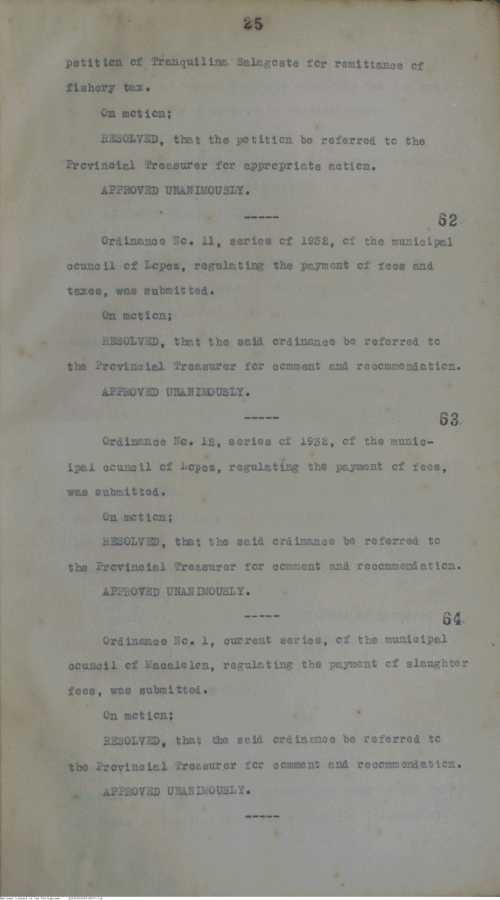 25
petition of Tranquilina Salagoste for remittance of
fishery tax.
On motion;
RESOLVED, that the petition be referred to the
Provincial Treasurer for appropriate action.
APPROVED UNANIMOUSLY.
-----
62
Ordinance No. 11, series of 1932, of the municipal
council of Lopez, regulating the payment of fees and
taxes, was submitted.
On motion;
RESOLVED, that the said ordinance be referred to
the Provincial Treasurer for comment and recommendation.
APPROVED UNANIMOUSLY.
-----
63
Ordinance No. 12, series of 1932, of the munic-
ipal council of Lopez, regulating the payment of fees,
was submitted.
On motion;
RESOLVED, that the said ordinance be referred to
the Provincial Treasurer for comment and recommendation.
APPROVED UNANIMOUSLY.
-----
64
Ordinance No. 1, current series, of the municipal
council of Macalelon, regulating the payment of slaughter
fees, was submitted.
On motion;
RESOLVED, that the said ordinance be referred to
the Provincial Treasurer for comment and recommendation.
APPROVED UNANIMOUSLY.
-----
National Library of the Philippines